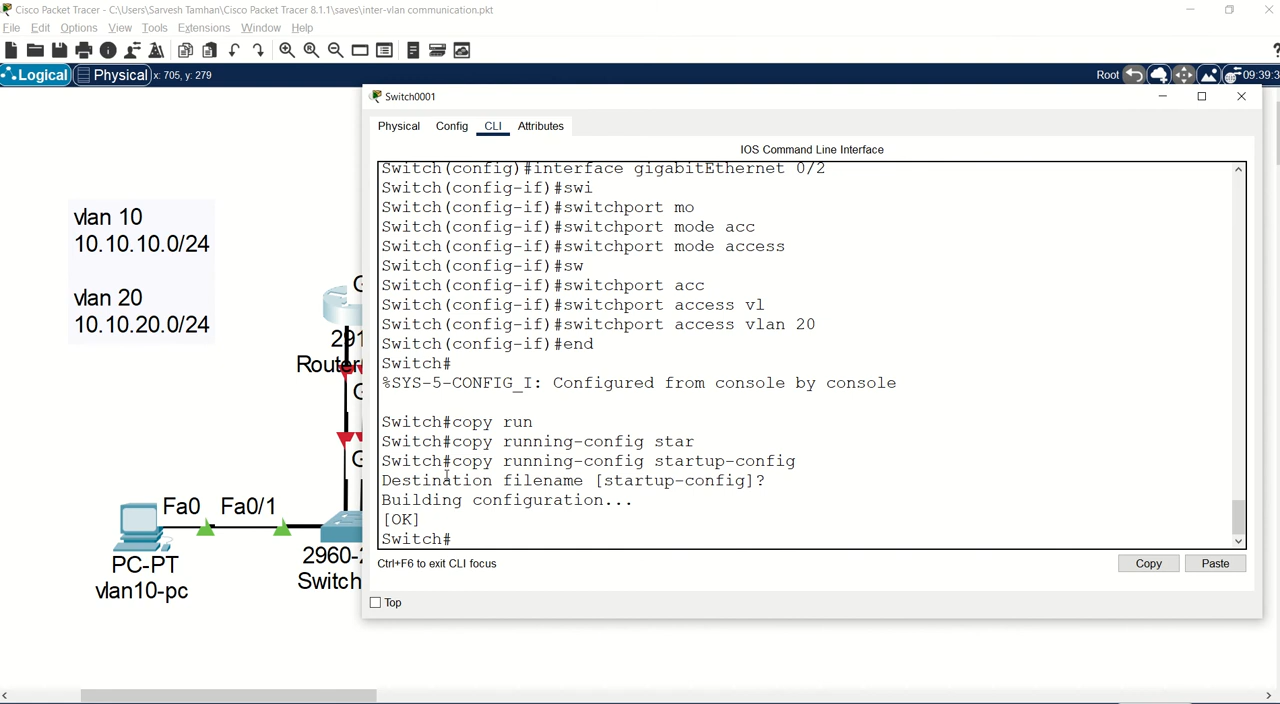 Cisco Packet Tracer - C:\Users\Sarvesh Tamhan\Cisco Packet Tracer 8.1.1\saves\inter-vlan communication.pkt
File Edit Options View Tools Extensions Window Help
Logical Physical x: 705, y: 279 Root 09:39:3
Switch0001
Physical Config CLI Attributes
IOS Command Line Interface
Switch(config)#interface gigabitEthernet 0/2
Switch(config-if)#swi
Switch(config-if)#switchport mo
Switch(config-if)#switchport mode acc
Switch(config-if)#switchport mode access
Switch(config-if)#sw
Switch(config-if)#switchport acc
Switch(config-if)#switchport access vl
Switch(config-if)#switchport access vlan 20
Switch(config-if)#end
Switch#
%SYS-5-CONFIG_I: Configured from console by console
Switch#copy run
Switch#copy running-config star
Switch#copy running-config startup-config
Destination filename [startup-config]?
Building configuration...
[OK]
Switch#
Ctrl+F6 to exit CLI focus
Copy Paste
Top
vlan 10
10.10.10.0/24
vlan 20
10.10.20.0/24
G
291
Router
G
G
Fa0 Fa0/1
PC-PT
vlan10-pc
2960-2
Switch